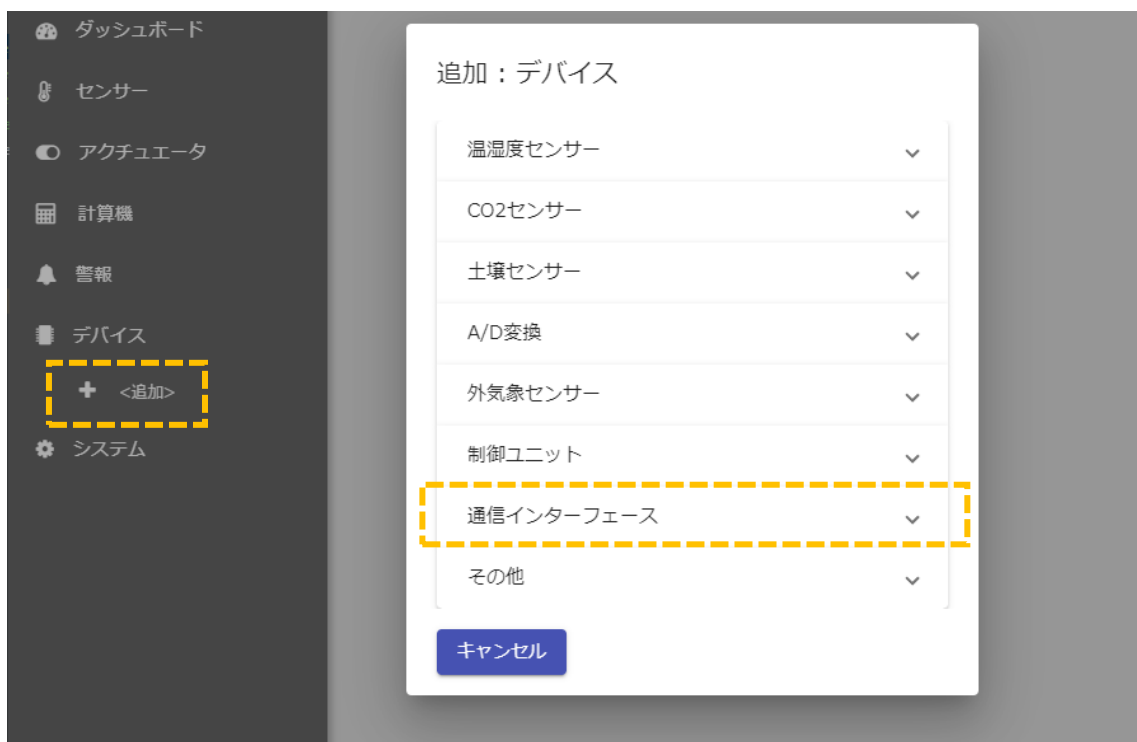 ダッシュボード
センサー
アクチュエータ
計算機
警報
デバイス
<追加>
システム
追加：デバイス
温湿度センサー
CO2センサー
土壌センサー
A/D変換
外気象センサー
制御ユニット
通信インターフェース
その他
キャンセル